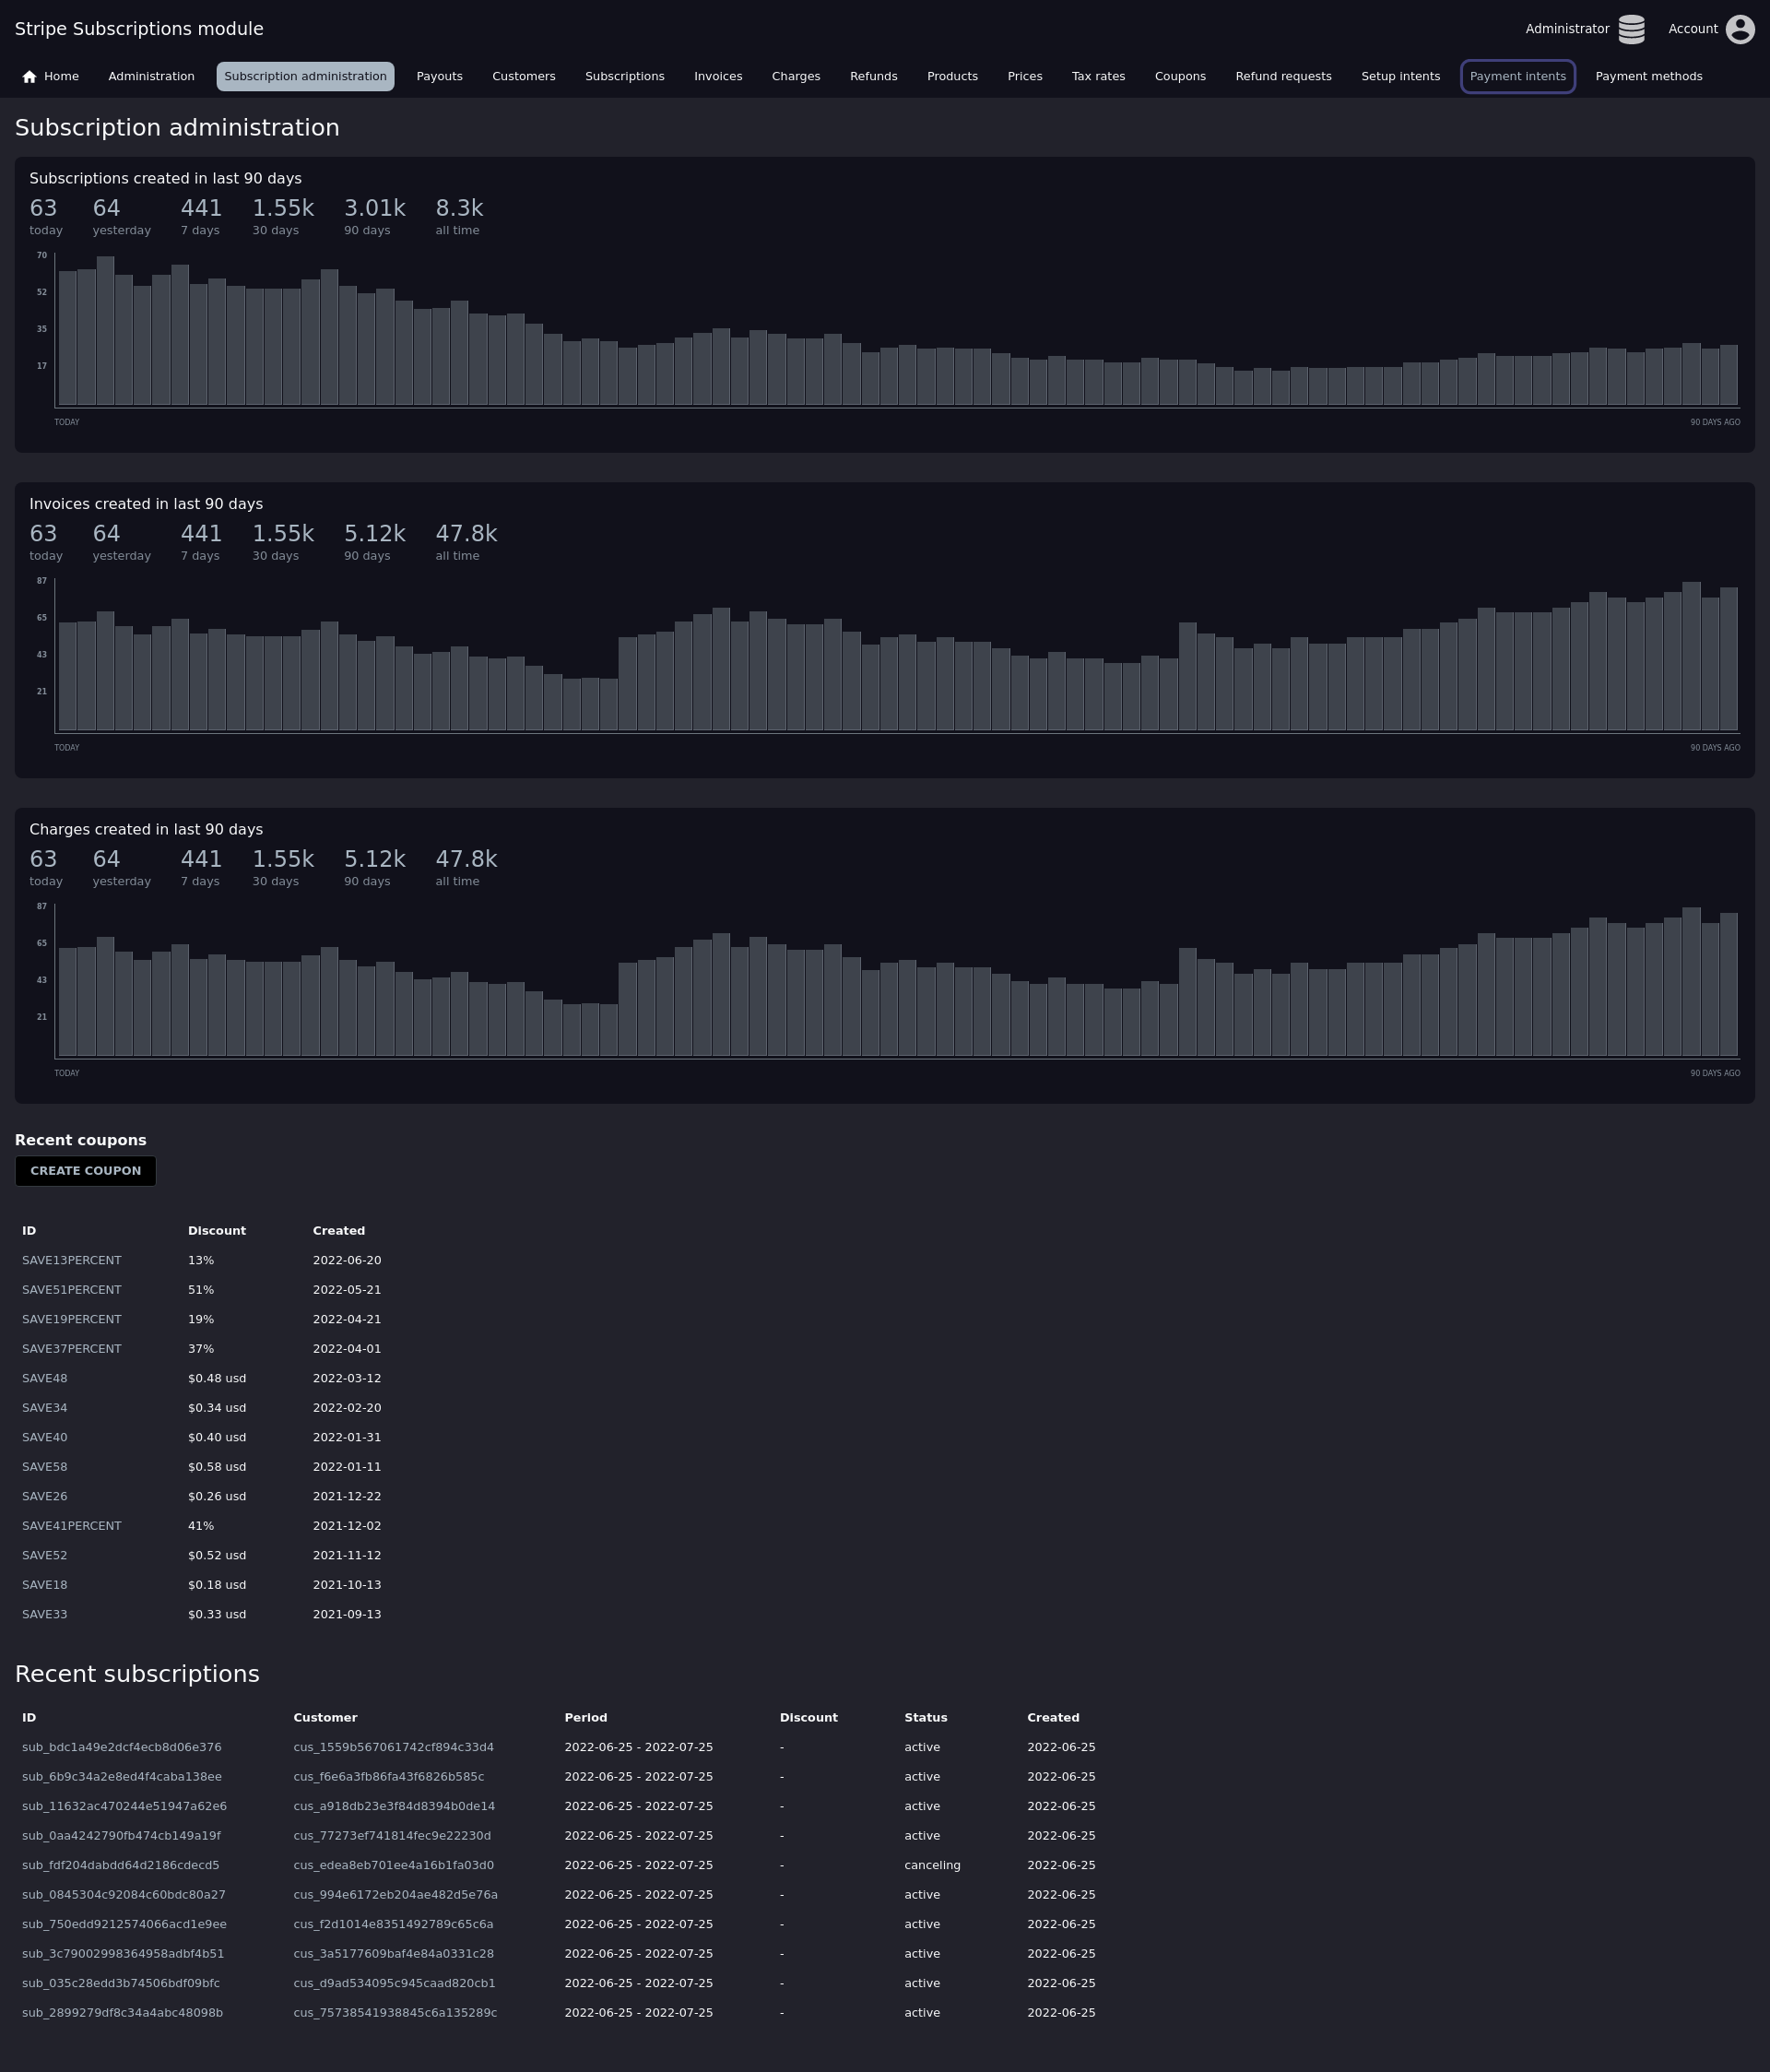 Stripe Subscriptions module
Administrator Account
Home Administration Subscription administration Payouts Customers Subscriptions Invoices Charges Refunds Products Prices Tax rates Coupons Refund requests Setup intents Payment intents Payment methods
Subscription administration
Subscriptions created in last 90 days
63 64 441 1.55k 3.01k 8.3k
today yesterday 7 days 30 days 90 days all time
70
52
35
17
TODAY 90 DAYS AGO
Invoices created in last 90 days
63 64 441 1.55k 5.12k 47.8k
today yesterday 7 days 30 days 90 days all time
87
65
43
21
TODAY 90 DAYS AGO
Charges created in last 90 days
63 64 441 1.55k 5.12k 47.8k
today yesterday 7 days 30 days 90 days all time
87
65
43
21
TODAY 90 DAYS AGO
Recent coupons
CREATE COUPON
ID Discount Created
SAVE13PERCENT 13% 2022-06-20
SAVE51PERCENT 51% 2022-05-21
SAVE19PERCENT 19% 2022-04-21
SAVE37PERCENT 37% 2022-04-01
SAVE48 $0.48 usd 2022-03-12
SAVE34 $0.34 usd 2022-02-20
SAVE40 $0.40 usd 2022-01-31
SAVE58 $0.58 usd 2022-01-11
SAVE26 $0.26 usd 2021-12-22
SAVE41PERCENT 41% 2021-12-02
SAVE52 $0.52 usd 2021-11-12
SAVE18 $0.18 usd 2021-10-13
SAVE33 $0.33 usd 2021-09-13
Recent subscriptions
ID Customer Period Discount Status Created
sub_bdc1a49e2dcf4ecb8d06e376 cus_1559b567061742cf894c33d4 2022-06-25 - 2022-07-25 - active 2022-06-25
sub_6b9c34a2e8ed4f4caba138ee cus_f6e6a3fb86fa43f6826b585c 2022-06-25 - 2022-07-25 - active 2022-06-25
sub_11632ac470244e51947a62e6 cus_a918db23e3f84d8394b0de14 2022-06-25 - 2022-07-25 - active 2022-06-25
sub_0aa4242790fb474cb149a19f cus_77273ef741814fec9e22230d 2022-06-25 - 2022-07-25 - active 2022-06-25
sub_fdf204dabdd64d2186cdecd5 cus_edea8eb701ee4a16b1fa03d0 2022-06-25 - 2022-07-25 - canceling 2022-06-25
sub_0845304c92084c60bdc80a27 cus_994e6172eb204ae482d5e76a 2022-06-25 - 2022-07-25 - active 2022-06-25
sub_750edd9212574066acd1e9ee cus_f2d1014e8351492789c65c6a 2022-06-25 - 2022-07-25 - active 2022-06-25
sub_3c79002998364958adbf4b51 cus_3a5177609baf4e84a0331c28 2022-06-25 - 2022-07-25 - active 2022-06-25
sub_035c28edd3b74506bdf09bfc cus_d9ad534095c945caad820cb1 2022-06-25 - 2022-07-25 - active 2022-06-25
sub_2899279df8c34a4abc48098b cus_75738541938845c6a135289c 2022-06-25 - 2022-07-25 - active 2022-06-25